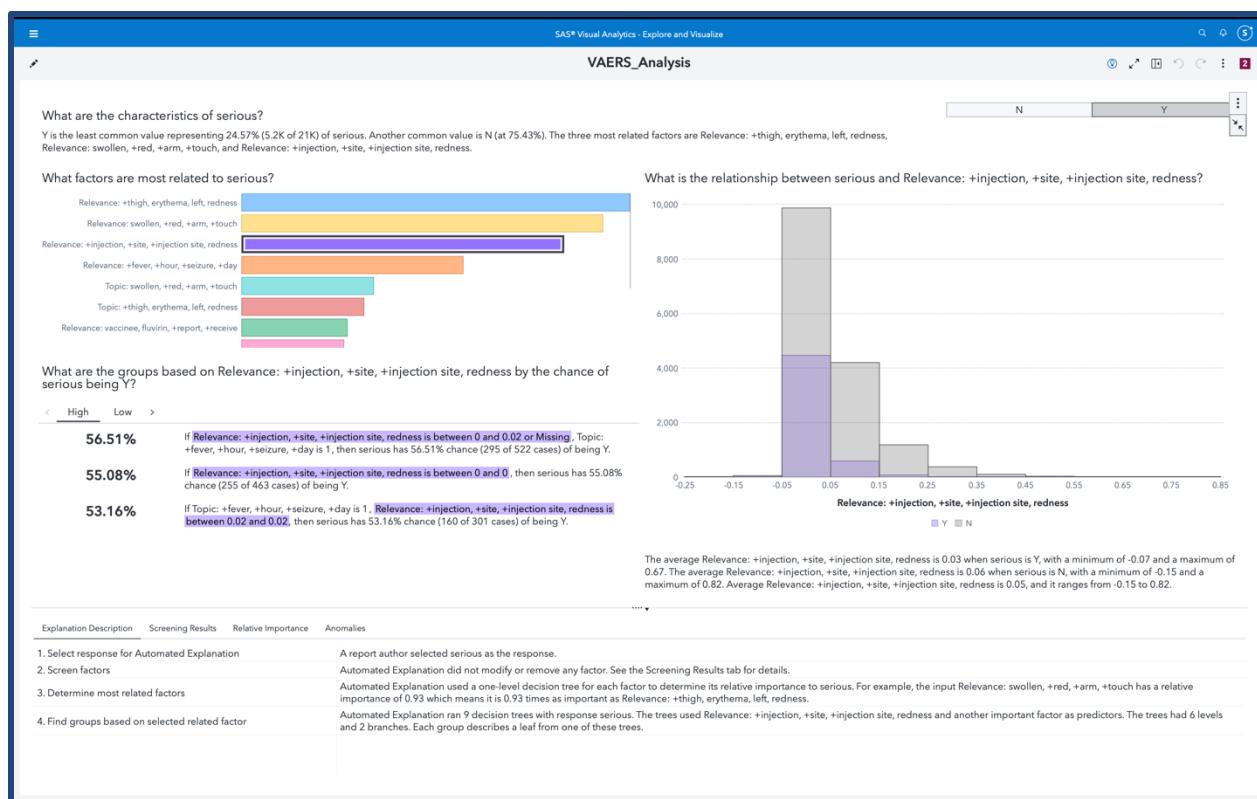 SAS® Visual Analytics - Explore and Visualize
S
VAERS_Analysis
2
What are the characteristics of serious?
N
Y
Y is the least common value representing 24.57% (5.2K of 21K) of serious. Another common value is N (at 75.43%). The three most related factors are Relevance: +thigh, erythema, left, redness,
Relevance: swollen, +red, +arm, +touch, and Relevance: +injection, +site, +injection site, redness.
What factors are most related to serious?
Relevance: +thigh, erythema, left, redness
Relevance: swollen, +red, +arm, +touch
Relevance: +injection, +site, +injection site, redness
Relevance: +fever, +hour, +seizure, +day
Topic: swollen, +red, +arm, +touch
Topic: +thigh, erythema, left, redness
Relevance: vaccinee, fluvirin, +report, +receive
What are the groups based on Relevance: +injection, +site, +injection site, redness by the chance of
serious being Y?
High
Low
56.51%
If Relevance: +injection, +site, +injection site, redness is between 0 and 0.02 or Missing, Topic:
+fever, +hour, +seizure, +day is 1, then serious has 56.51% chance (295 of 522 cases) of being Y.
55.08%
If Relevance: +injection, +site, +injection site, redness is between 0 and 0, then serious has 55.08%
chance (255 of 463 cases) of being Y.
53.16%
If Topic: +fever, +hour, +seizure, +day is 1, Relevance: +injection, +site, +injection site, redness is
between 0.02 and 0.02, then serious has 53.16% chance (160 of 301 cases) of being Y.
What is the relationship between serious and Relevance: +injection, +site, +injection site, redness?
10,000
8,000
6,000
4,000
2,000
0
-0.25 -0.15 -0.05 0.05 0.15 0.25 0.35 0.45 0.55 0.65 0.75 0.85
Relevance: +injection, +site, +injection site, redness
Y N
The average Relevance: +injection, +site, +injection site, redness is 0.03 when serious is Y, with a minimum of -0.07 and a maximum of
0.67. The average Relevance: +injection, +site, +injection site, redness is 0.06 when serious is N, with a minimum of -0.15 and a
maximum of 0.82. Average Relevance: +injection, +site, +injection site, redness is 0.05, and it ranges from -0.15 to 0.82.
Explanation Description
Screening Results
Relative Importance
Anomalies
1. Select response for Automated Explanation
A report author selected serious as the response.
2. Screen factors
Automated Explanation did not modify or remove any factor. See the Screening Results tab for details.
3. Determine most related factors
Automated Explanation used a one-level decision tree for each factor to determine its relative importance to serious. For example, the input Relevance: swollen, +red, +arm, +touch has a relative
importance of 0.93 which means it is 0.93 times as important as Relevance: +thigh, erythema, left, redness.
4. Find groups based on selected related factor
Automated Explanation ran 9 decision trees with response serious. The trees used Relevance: +injection, +site, +injection site, redness and another important factor as predictors. The trees had 6 levels
and 2 branches. Each group describes a leaf from one of these trees.